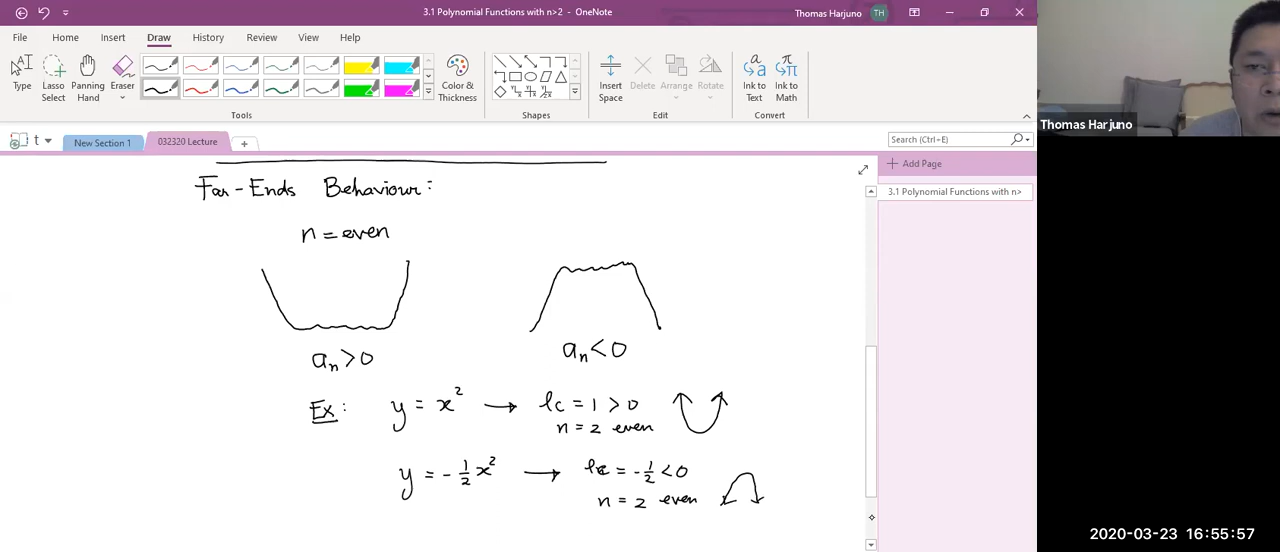 3.1 Polynomial Functions with n>2 - OneNote
Thomas Harjuno TH
File Home Insert Draw History Review View Help
Type
Lasso Select
Panning Hand
Eraser
Color & Thickness
Insert Space
Delete
Arrange
Rotate
Ink to Text
Ink to Math
Tools
Shapes
Edit
Convert
Thomas Harjuno
t New Section 1 032320 Lecture +
Search (Ctrl+E)
Add Page
3.1 Polynomial Functions with n>
Far-Ends Behaviour:
n = even
aₙ > 0
aₙ < 0
Ex: y = x² → lc = 1 > 0
n = 2 even
y = -1/2 x² → lc = -1/2 < 0
n = 2 even
2020-03-23 16:55:57